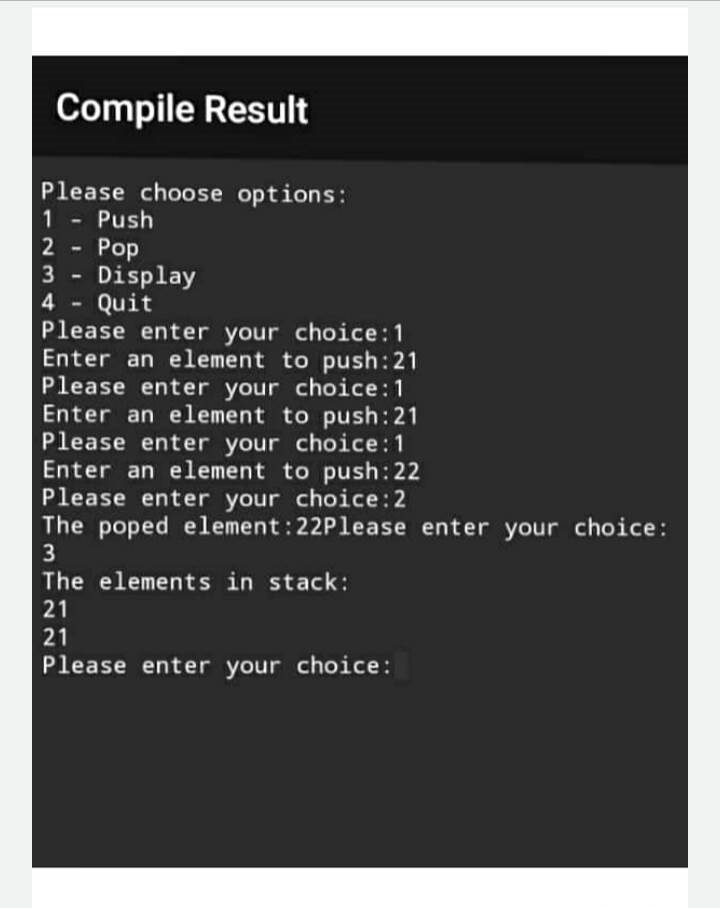 Compile Result
Please choose options:
1 - Push
2 - Pop
3 - Display
4 - Quit
Please enter your choice:1
Enter an element to push:21
Please enter your choice:1
Enter an element to push:21
Please enter your choice:1
Enter an element to push:22
Please enter your choice:2
The poped element:22Please enter your choice:
3
The elements in stack:
21
21
Please enter your choice: